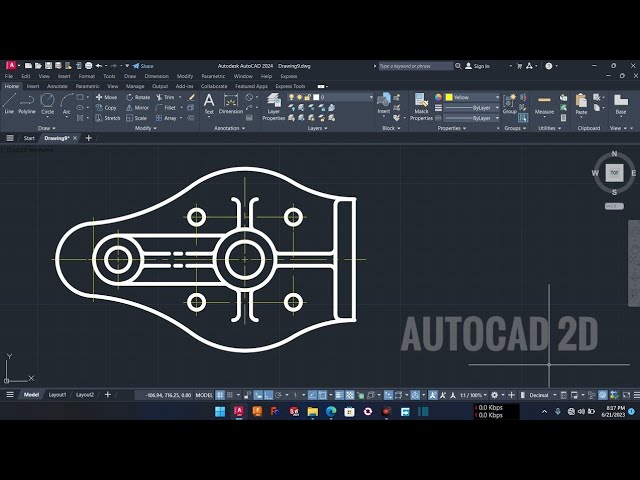 Share
Autodesk AutoCAD 2024 Drawing9.dwg
Type a keyword or phrase
Sign In
File Edit View Insert Format Tools Draw Dimension Modify Parametric Window Help Express
Home Insert Annotate Parametric View Manage Output Add-ins Collaborate Featured Apps Express Tools
Line Polyline Circle Arc
Move Rotate Trim
Copy Mirror Fillet
Stretch Scale Array
Text Dimension
Layer Properties
0
Insert
Match Properties
Yellow
ByLayer
ByLayer
Group
Measure
Paste
Base
Draw Modify Annotation Layers Block Properties Groups Utilities Clipboard View
Start Drawing9*
N
W TOP E
S
AUTOCAD 2D
Y
X
Model Layout1 Layout2
-106.94, 716.25, 0.00 MODEL
1:1 / 100%
Decimal
0.0 Kbps
0.0 Kbps
8:37 PM
6/21/2023